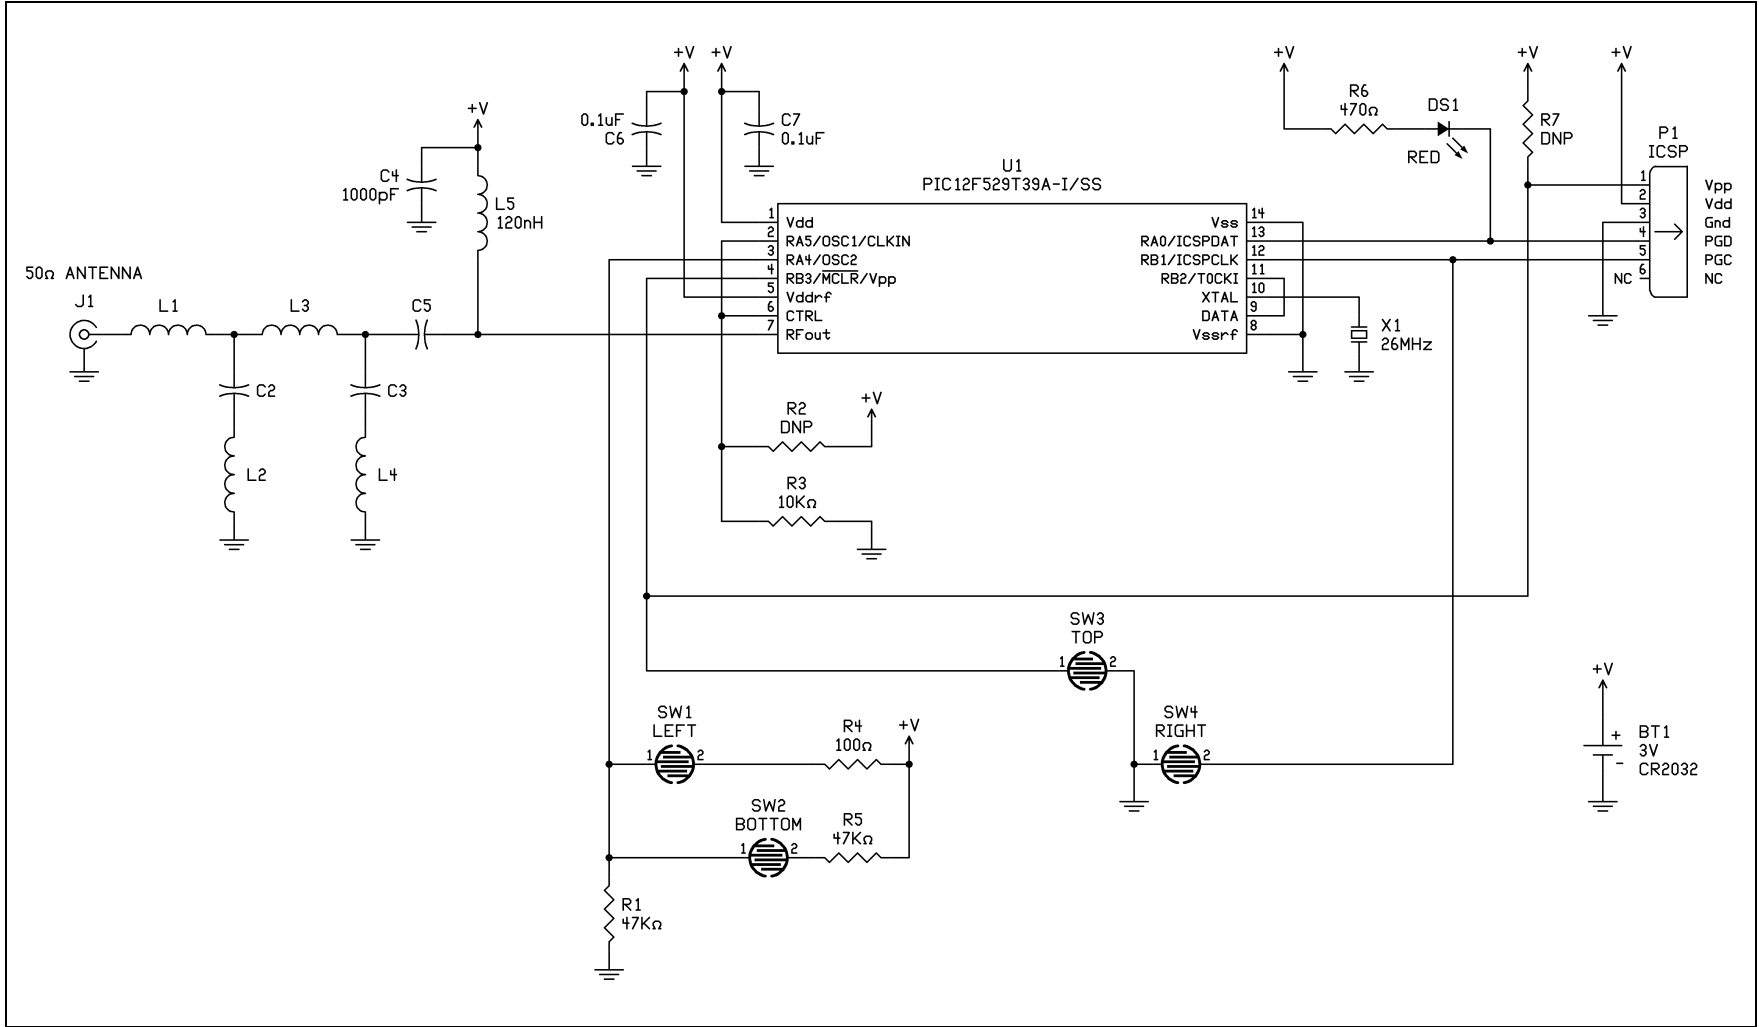 +V
+V
+V
+V
+V
+V
0.1uF
C6
C7
0.1uF
C4
1000pF
L5
120nH
R6
470Ω
DS1
RED
R7
DNP
P1
ICSP
1
2
3
4
5
6
NC
Vpp
Vdd
Gnd
PGD
PGC
NC
U1
PIC12F529T39A-I/SS
1
2
3
4
5
6
7
Vdd
RA5/OSC1/CLKIN
RA4/OSC2
RB3/MCLR/Vpp
Vddrf
CTRL
RFout
Vss
RA0/ICSPDAT
RB1/ICSPCLK
RB2/T0CKI
XTAL
DATA
Vssrf
14
13
12
11
10
9
8
50Ω ANTENNA
J1
L1
L3
C5
C2
C3
L2
L4
X1
26MHz
R2
DNP
+V
R3
10KΩ
SW3
TOP
1
2
SW1
LEFT
1
2
R4
100Ω
+V
SW4
RIGHT
1
2
SW2
BOTTOM
1
2
R5
47KΩ
R1
47KΩ
+V
+
-
BT1
3V
CR2032